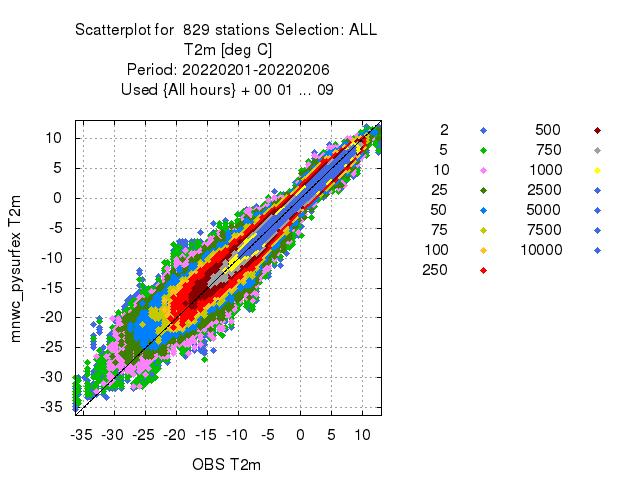 Scatterplot for 829 stations Selection: ALL
T2m [deg C]
Period: 20220201-20220206
Used {All hours} + 00 01 ... 09
mnwc_pysurfex T2m
10
5
0
-5
-10
-15
-20
-25
-30
-35
-35 -30 -25 -20 -15 -10 -5 0 5 10
OBS T2m
2 500
5 750
10 1000
25 2500
50 5000
75 7500
100 10000
250